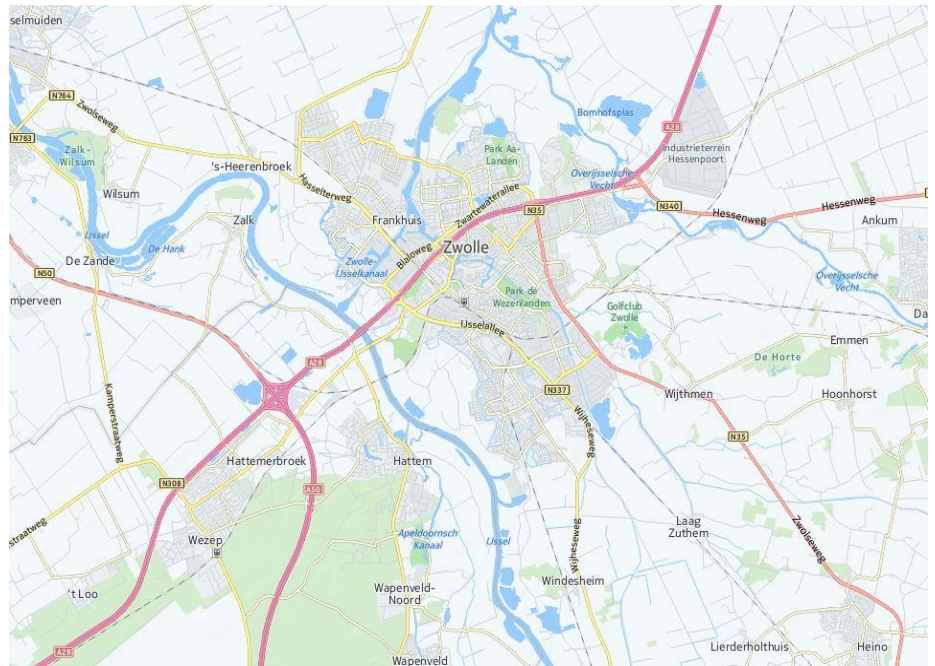 selmuiden
N764
Zwolseweg
N763
Zalk-
Wilsum
's-Heerenbroek
Wilsum
Zalk
IJssel
De Hank
De Zande
N50
mperveen
Kamperstraatweg
Hasselterweg
Frankhuis
Park Aa-
Landen
Bomhofsplas
A28
Industrieterrein
Hessenpoort
Overijsselsche
Vecht
N340
Hessenweg
Hessenweg
Ankum
Zwartewaterallee
N35
Blaloweg
Zwolle
Zwolle-
IJsselkanaal
Park de
Wezenlanden
Overijsselsche
Vecht
Golfclub
Zwolle
IJsselallee
Da
Emmen
De Horte
A28
N337
Wijthmen
Hoonhorst
Wijheseweg
N35
Hattemerbroek
Hattem
N308
A50
straatweg
Wezep
Apeldoornsch
Kanaal
IJssel
Laag
Zuthem
Zwolseweg
Wijheseweg
Windesheim
't Loo
Wapenveld-
Noord
A28
Wapenveld
Lierderholthuis
Heino